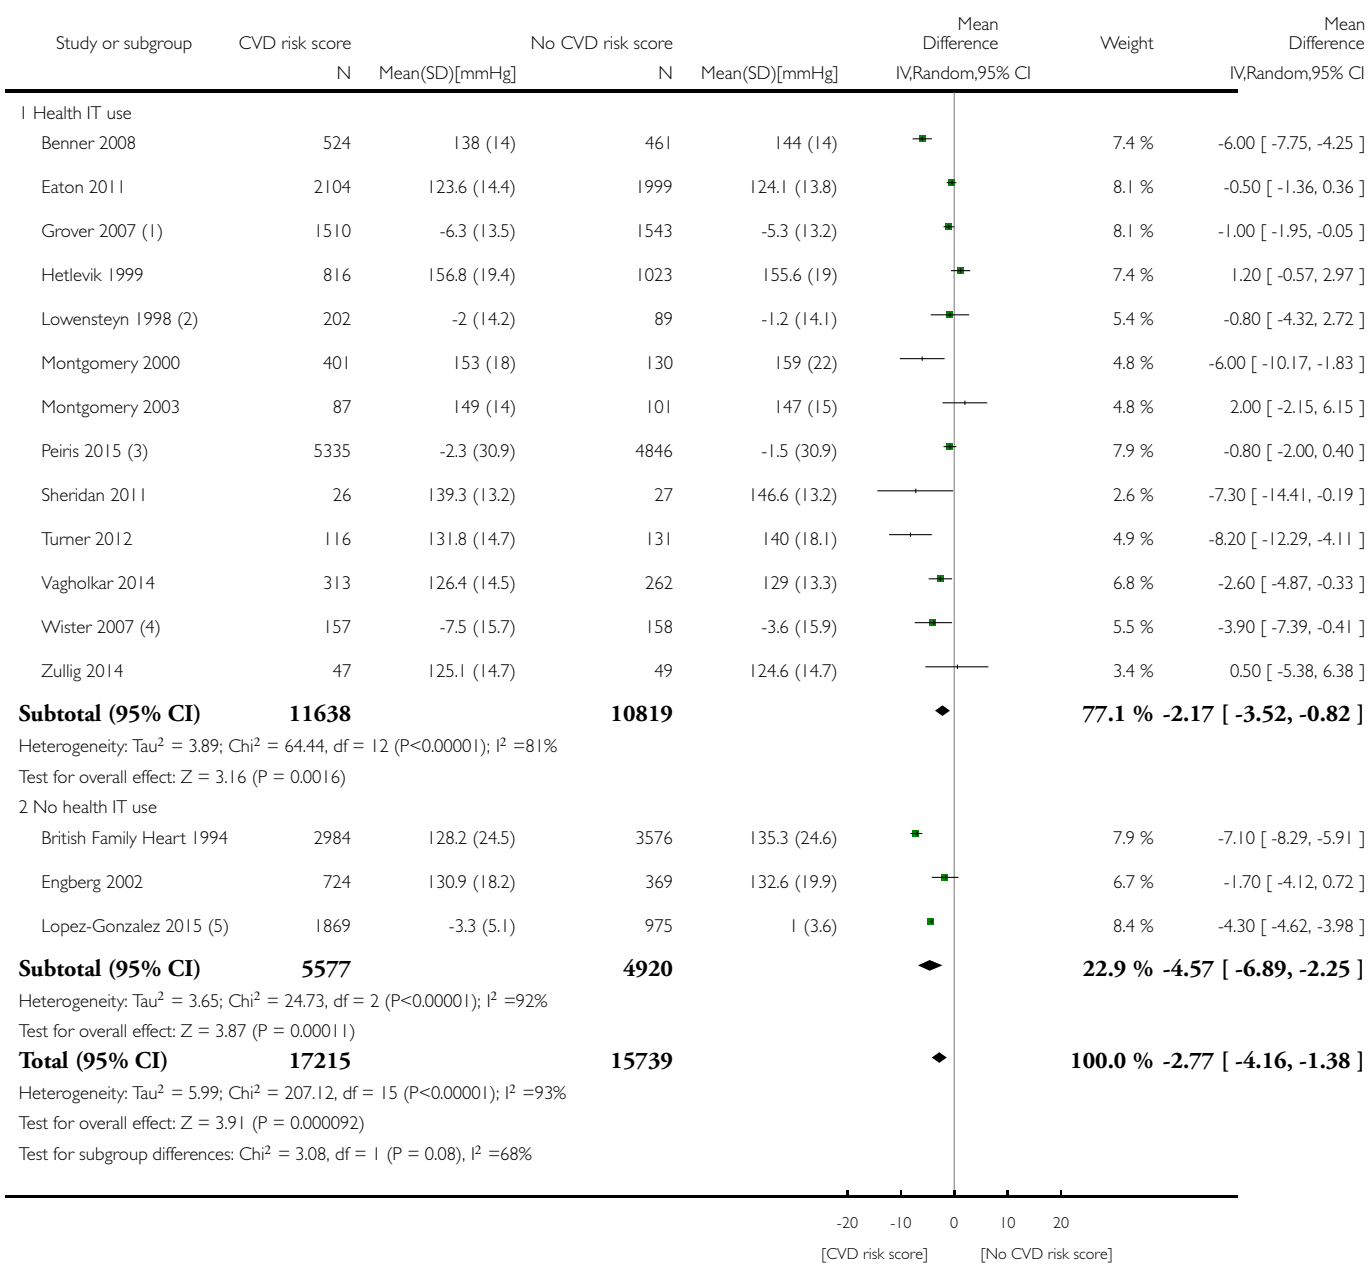 Study or subgroup CVD risk score No CVD risk score Mean Difference Weight Mean Difference
N Mean(SD)[mmHg] N Mean(SD)[mmHg] IV,Random,95% CI IV,Random,95% CI
1 Health IT use
Benner 2008 524 138 (14) 461 144 (14) 7.4 % -6.00 [ -7.75, -4.25 ]
Eaton 2011 2104 123.6 (14.4) 1999 124.1 (13.8) 8.1 % -0.50 [ -1.36, 0.36 ]
Grover 2007 (1) 1510 -6.3 (13.5) 1543 -5.3 (13.2) 8.1 % -1.00 [ -1.95, -0.05 ]
Hetlevik 1999 816 156.8 (19.4) 1023 155.6 (19) 7.4 % 1.20 [ -0.57, 2.97 ]
Lowensteyn 1998 (2) 202 -2 (14.2) 89 -1.2 (14.1) 5.4 % -0.80 [ -4.32, 2.72 ]
Montgomery 2000 401 153 (18) 130 159 (22) 4.8 % -6.00 [ -10.17, -1.83 ]
Montgomery 2003 87 149 (14) 101 147 (15) 4.8 % 2.00 [ -2.15, 6.15 ]
Peiris 2015 (3) 5335 -2.3 (30.9) 4846 -1.5 (30.9) 7.9 % -0.80 [ -2.00, 0.40 ]
Sheridan 2011 26 139.3 (13.2) 27 146.6 (13.2) 2.6 % -7.30 [ -14.41, -0.19 ]
Turner 2012 116 131.8 (14.7) 131 140 (18.1) 4.9 % -8.20 [ -12.29, -4.11 ]
Vagholkar 2014 313 126.4 (14.5) 262 129 (13.3) 6.8 % -2.60 [ -4.87, -0.33 ]
Wister 2007 (4) 157 -7.5 (15.7) 158 -3.6 (15.9) 5.5 % -3.90 [ -7.39, -0.41 ]
Zullig 2014 47 125.1 (14.7) 49 124.6 (14.7) 3.4 % 0.50 [ -5.38, 6.38 ]
Subtotal (95% CI) 11638 10819 77.1 % -2.17 [ -3.52, -0.82 ]
Heterogeneity: Tau² = 3.89; Chi² = 64.44, df = 12 (P<0.00001); I² =81%
Test for overall effect: Z = 3.16 (P = 0.0016)
2 No health IT use
British Family Heart 1994 2984 128.2 (24.5) 3576 135.3 (24.6) 7.9 % -7.10 [ -8.29, -5.91 ]
Engberg 2002 724 130.9 (18.2) 369 132.6 (19.9) 6.7 % -1.70 [ -4.12, 0.72 ]
Lopez-Gonzalez 2015 (5) 1869 -3.3 (5.1) 975 1 (3.6) 8.4 % -4.30 [ -4.62, -3.98 ]
Subtotal (95% CI) 5577 4920 22.9 % -4.57 [ -6.89, -2.25 ]
Heterogeneity: Tau² = 3.65; Chi² = 24.73, df = 2 (P<0.00001); I² =92%
Test for overall effect: Z = 3.87 (P = 0.00011)
Total (95% CI) 17215 15739 100.0 % -2.77 [ -4.16, -1.38 ]
Heterogeneity: Tau² = 5.99; Chi² = 207.12, df = 15 (P<0.00001); I² =93%
Test for overall effect: Z = 3.91 (P = 0.000092)
Test for subgroup differences: Chi² = 3.08, df = 1 (P = 0.08), I² =68%
-20 -10 0 10 20
[CVD risk score] [No CVD risk score]